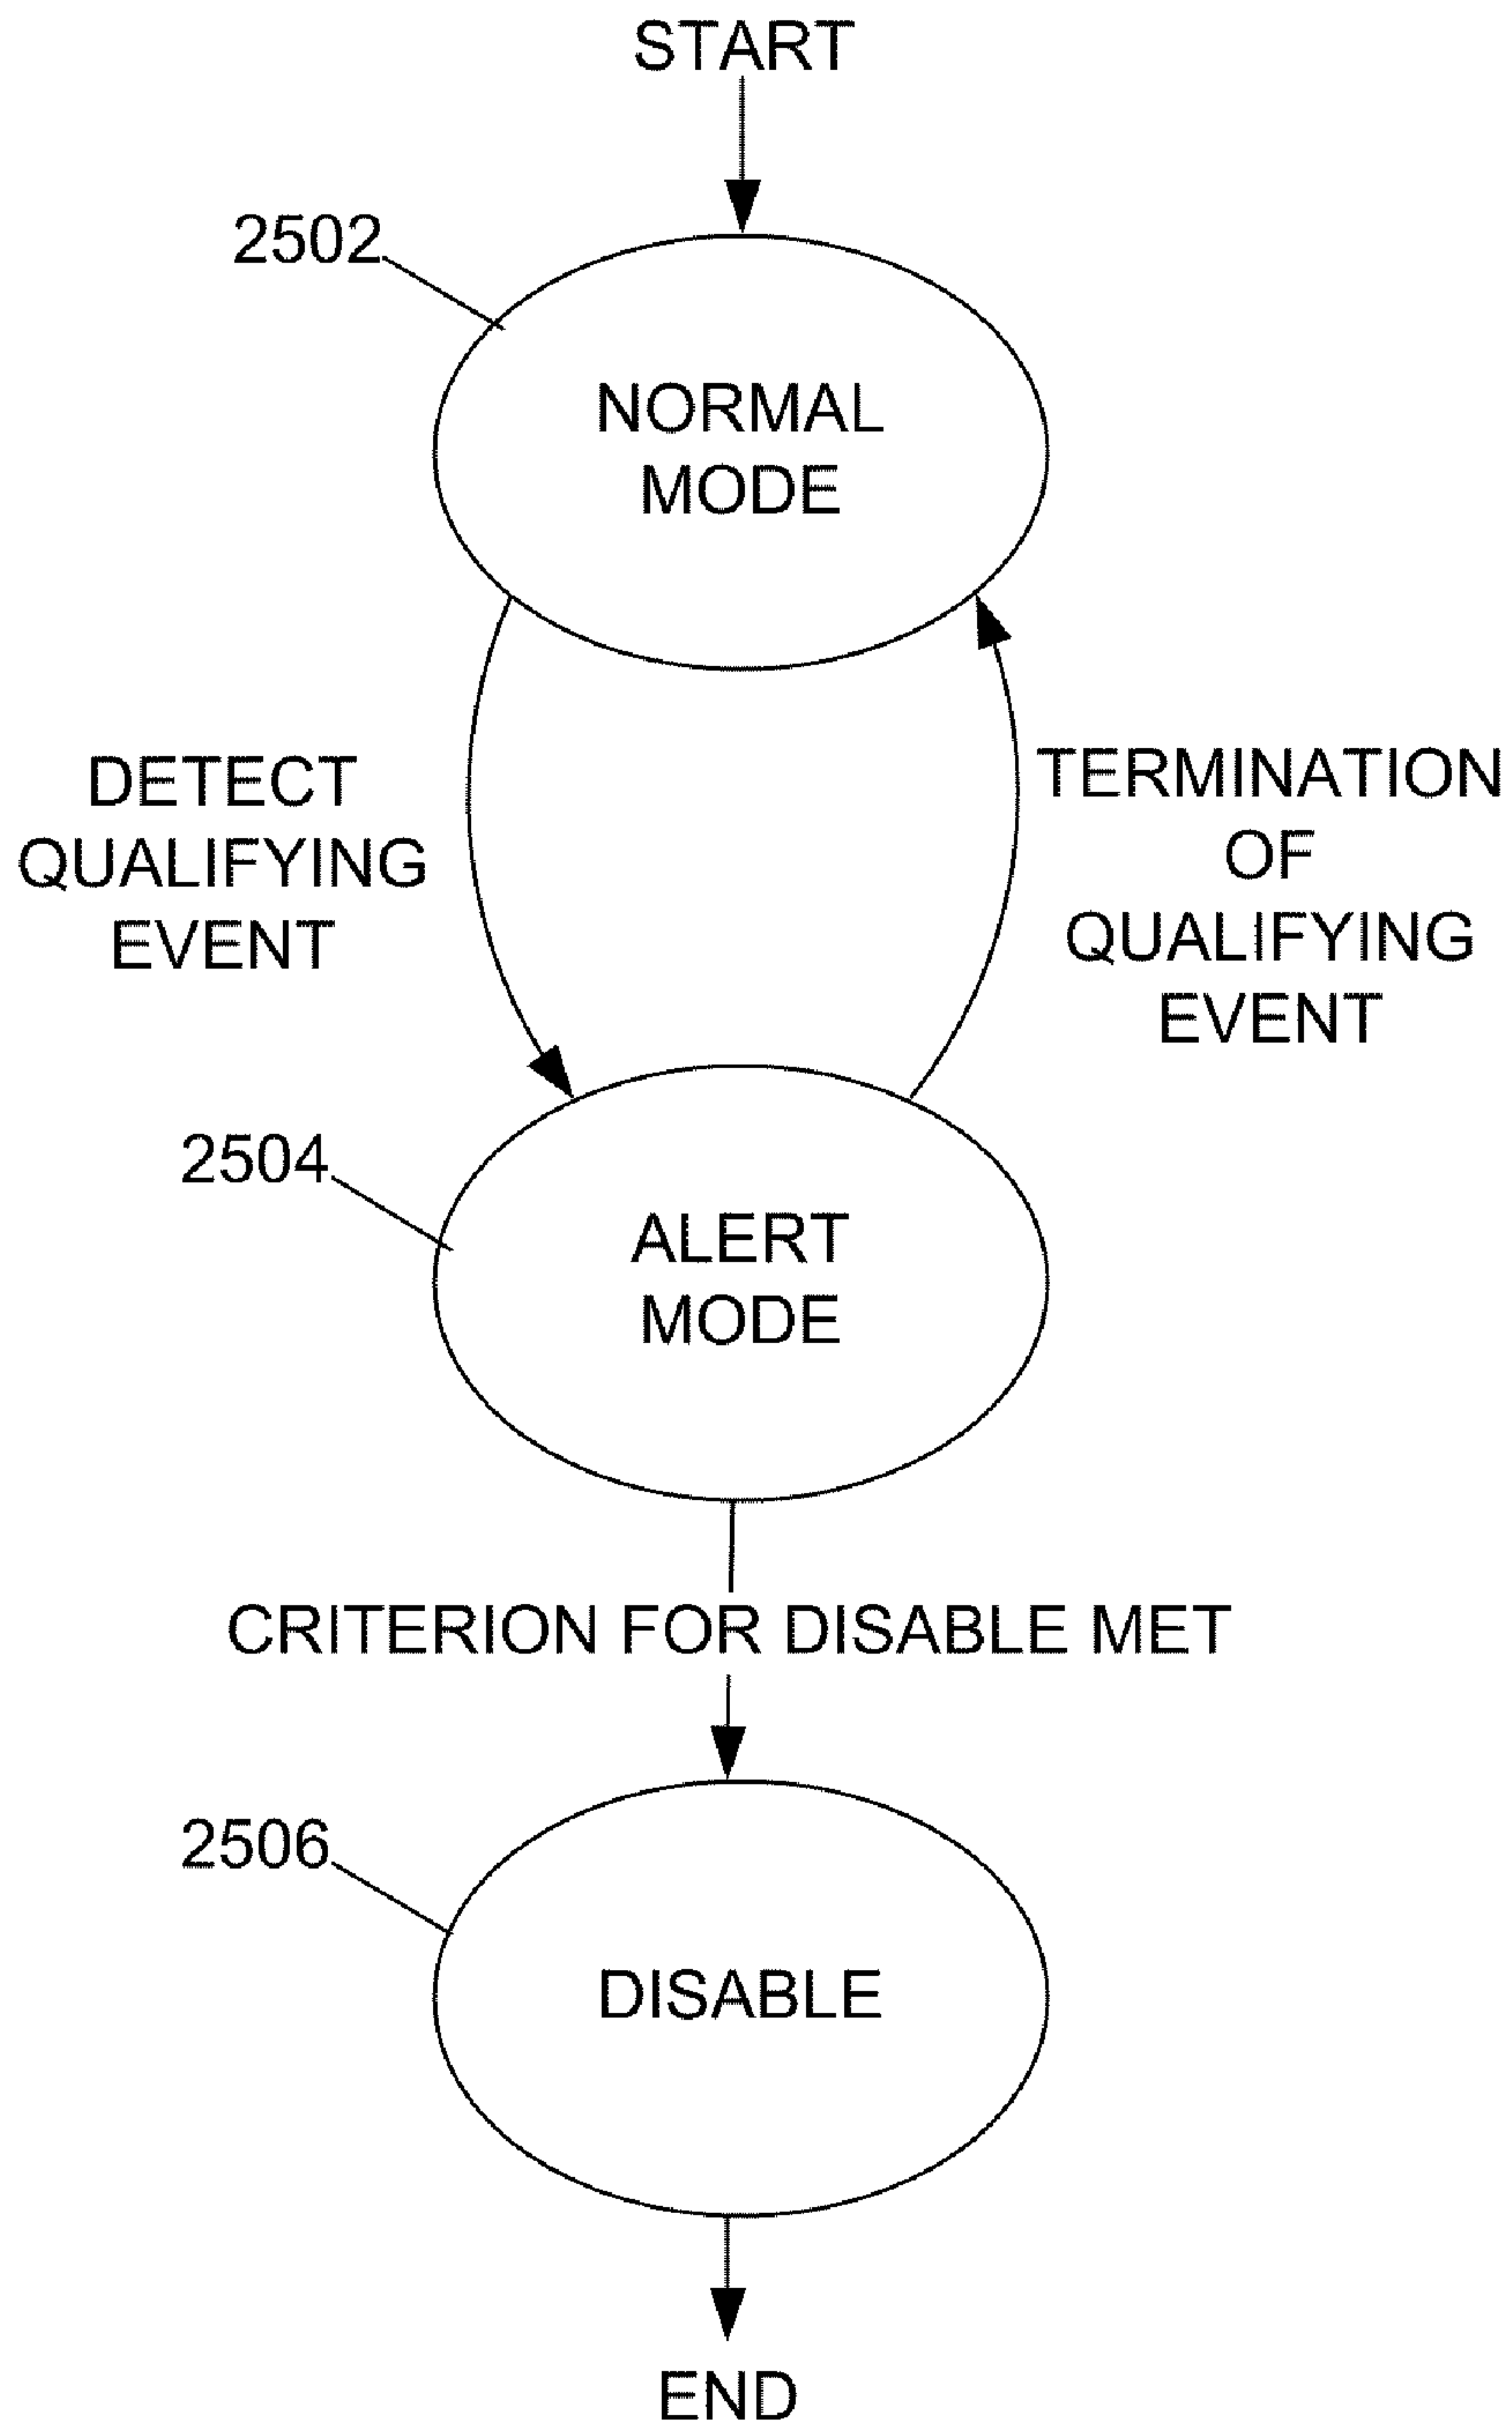 START
2502
NORMAL
MODE
DETECT
QUALIFYING
EVENT
TERMINATION
OF
QUALIFYING
EVENT
2504
ALERT
MODE
CRITERION FOR DISABLE MET
2506
DISABLE
END